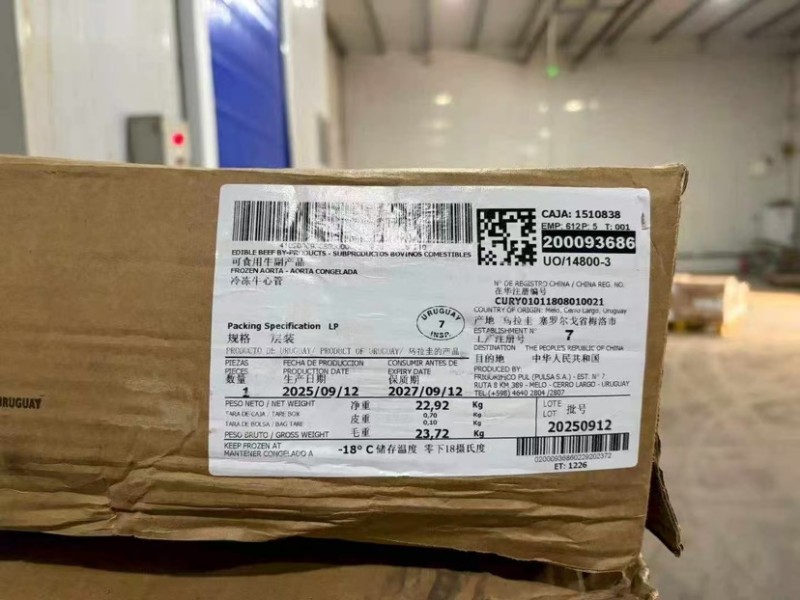 CAJA: 1510838
EMP: 612P: 5 T: 001
200093686
UO/14800-3
EDIBLE BEEF BY-PRODUCTS - SUBPRODUCTOS BOVINOS COMESTIBLES
可食用牛副产品
FROZEN AORTA - AORTA CONGELADA
冷冻牛心管
Nº DE REGISTRO CHINA / CHINA REG. NO.
在华注册编号
CURY01011808010021
COUNTRY OF ORIGIN: Melo, Cerro Largo, Uruguay
产地 乌拉圭 塞罗尔戈省梅洛市
ESTABLISHMENT Nº
工厂注册号 7
DESTINATION THE PEOPLE'S REPUBLIC OF CHINA
目的地 中华人民共和国
PRODUCED BY
FRIGORIFICO PUL (PULSA S.A.) - EST. Nº 7
RUTA 8 KM 389 - MELO - CERRO LARGO - URUGUAY
TEL.(+598) 4640 2804 /2807
URUGUAY
7
INSP.
Packing Specification LP
规格 层装
PRODUCTO DE URUGUAY/ PRODUCT OF URUGUAY/ 乌拉圭的产品
PIEZAS FECHA DE PRODUCCION CONSUMIR ANTES DE
PIECES PRODUCTION DATE EXPIRY DATE
数量 生产日期 保质期
1 2025/09/12 2027/09/12
PESO NETO / NET WEIGHT 净重 22,92 Kg
TARA DE CAJA / TARE BOX 皮重 0,70 Kg
TARA DE BOLSA / BAG TARE 0,10 Kg
PESO BRUTO / GROSS WEIGHT 毛重 23,72 Kg
KEEP FROZEN AT
MANTENER CONGELADO A -18° C 储存温度 零下18摄氏度
LOTE
LOT 批号
20250912
ET: 1226
URUGUAY